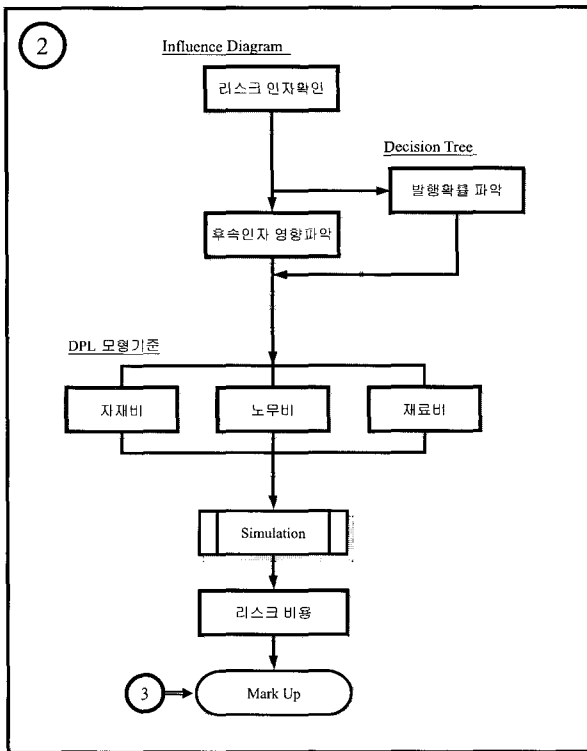 2
Influence Diagram
리스크 인자확인
Decision Tree
발행확률 파악
후속인자 영향파악
DPL 모형기준
자재비
노무비
재료비
Simulation
리스크 비용
3
Mark Up